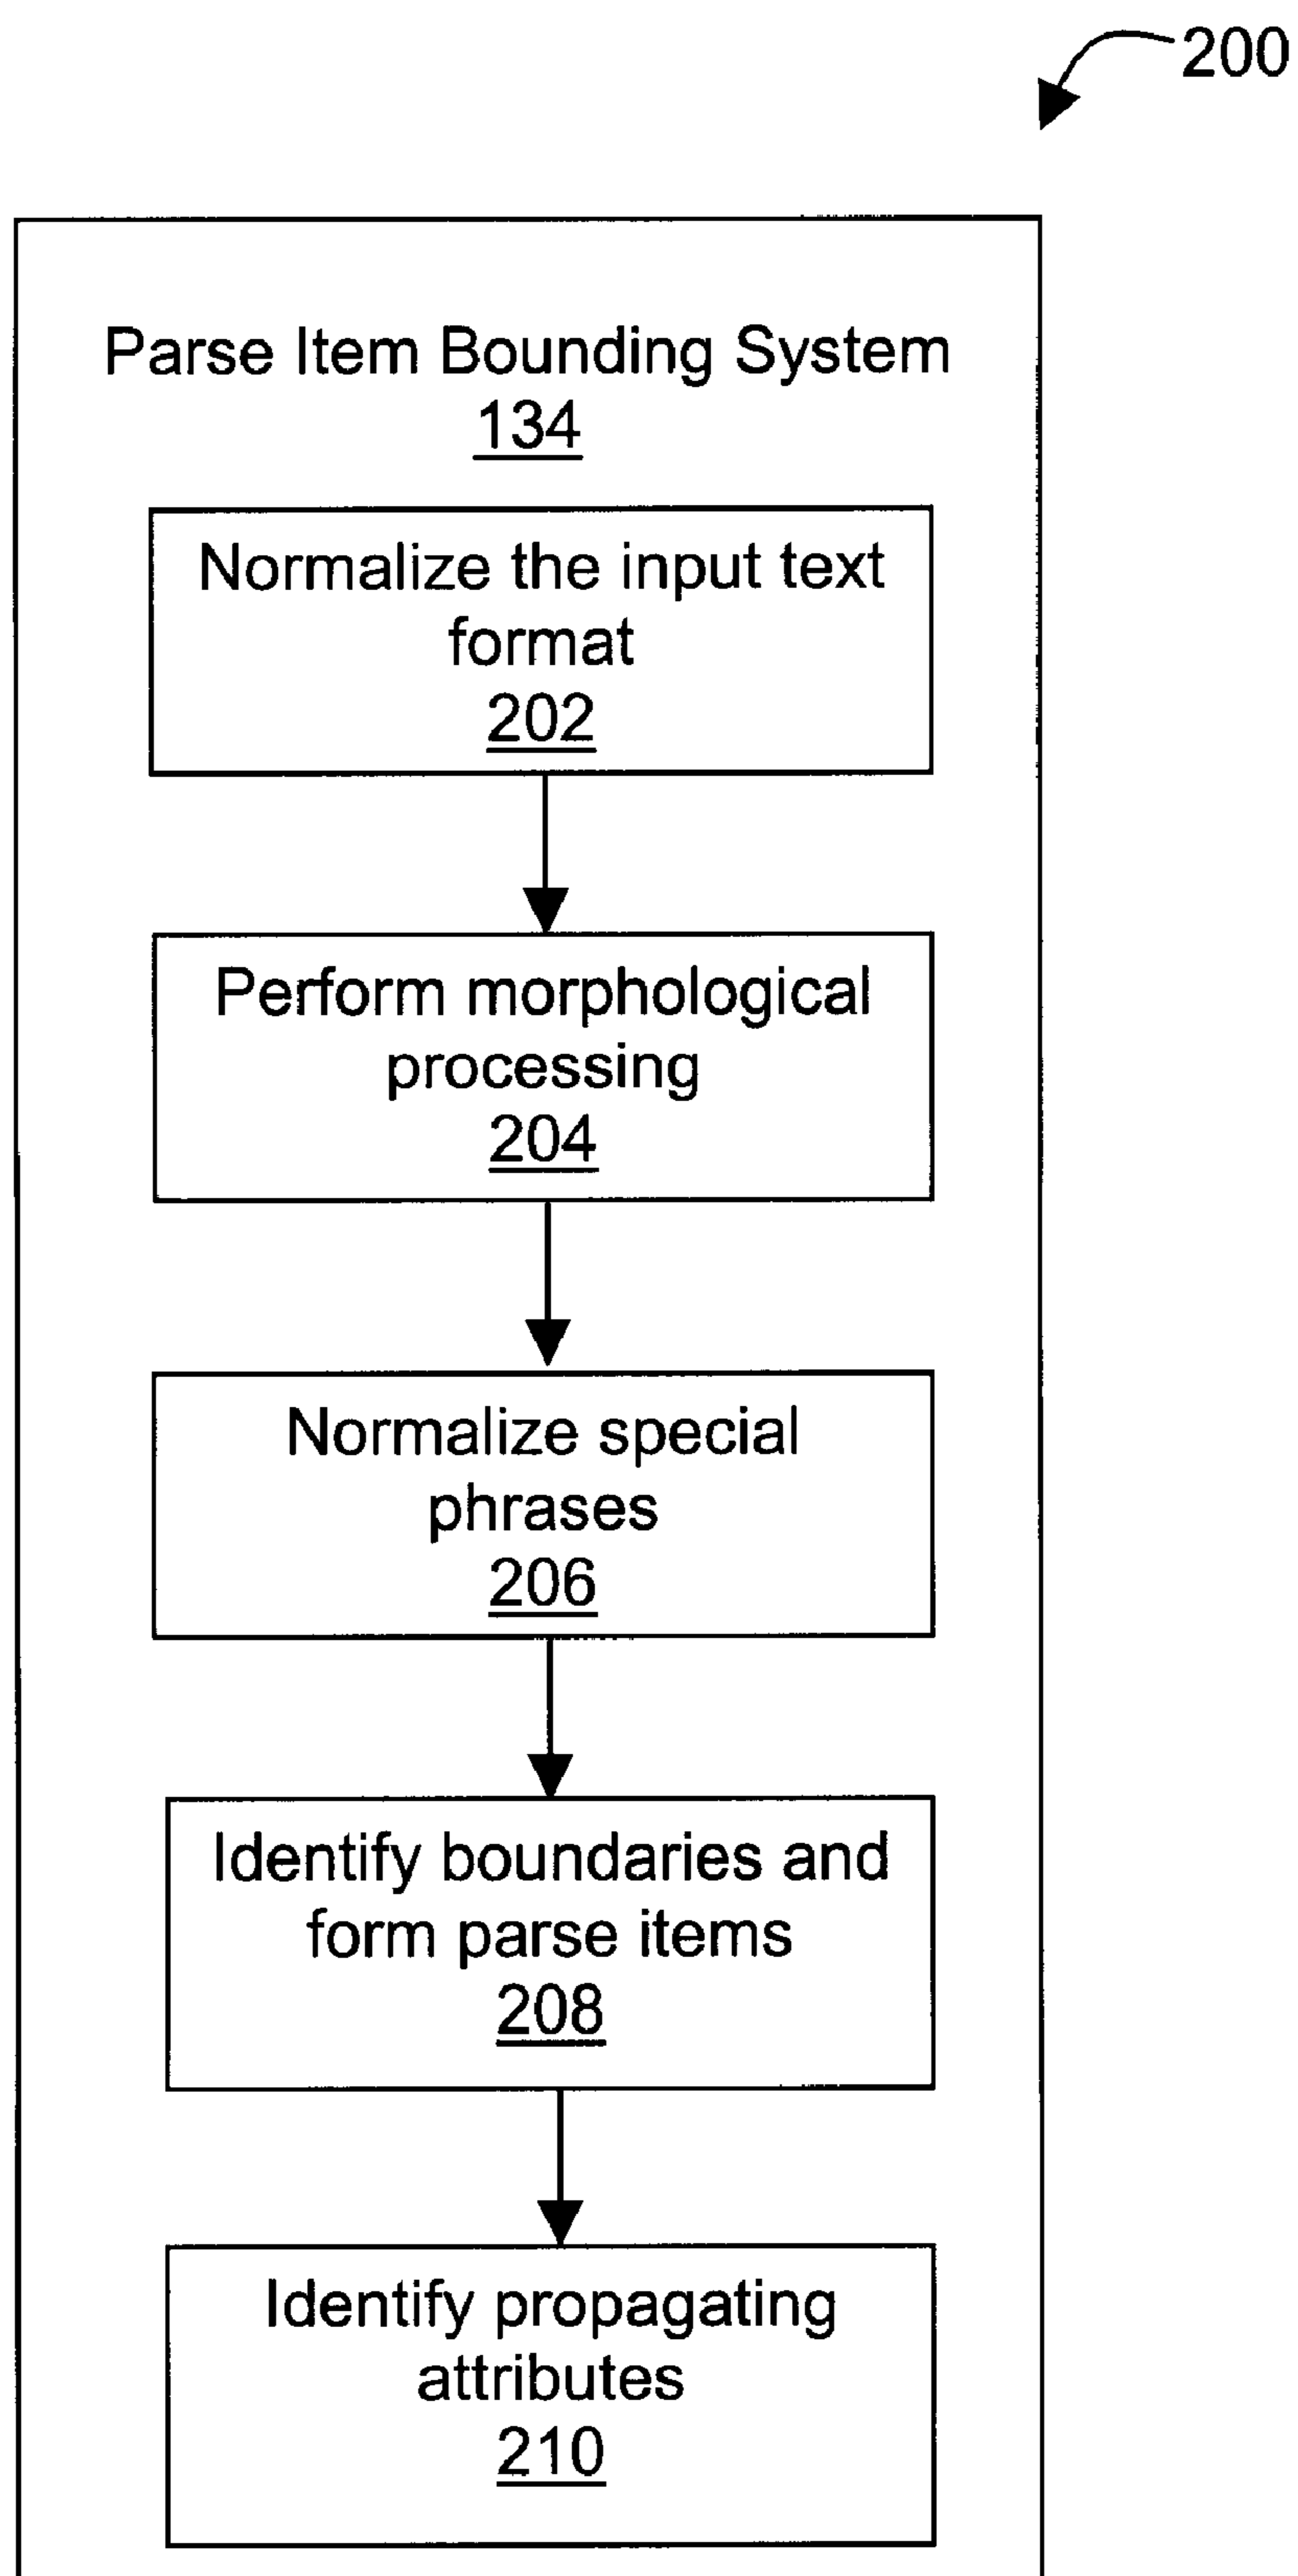 200
Parse Item Bounding System
134
Normalize the input text
format
202
Perform morphological
processing
204
Normalize special
phrases
206
Identify boundaries and
form parse items
208
Identify propagating
attributes
210